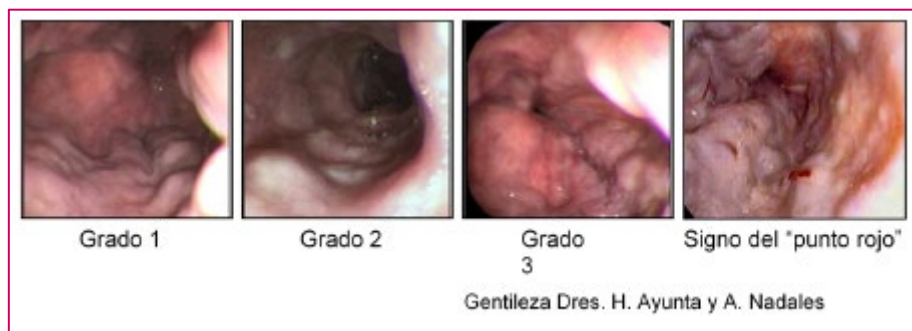 Grado 1
Grado 2
Grado
3
Signo del "punto rojo"
Gentileza Dres. H. Ayunta y A. Nadales